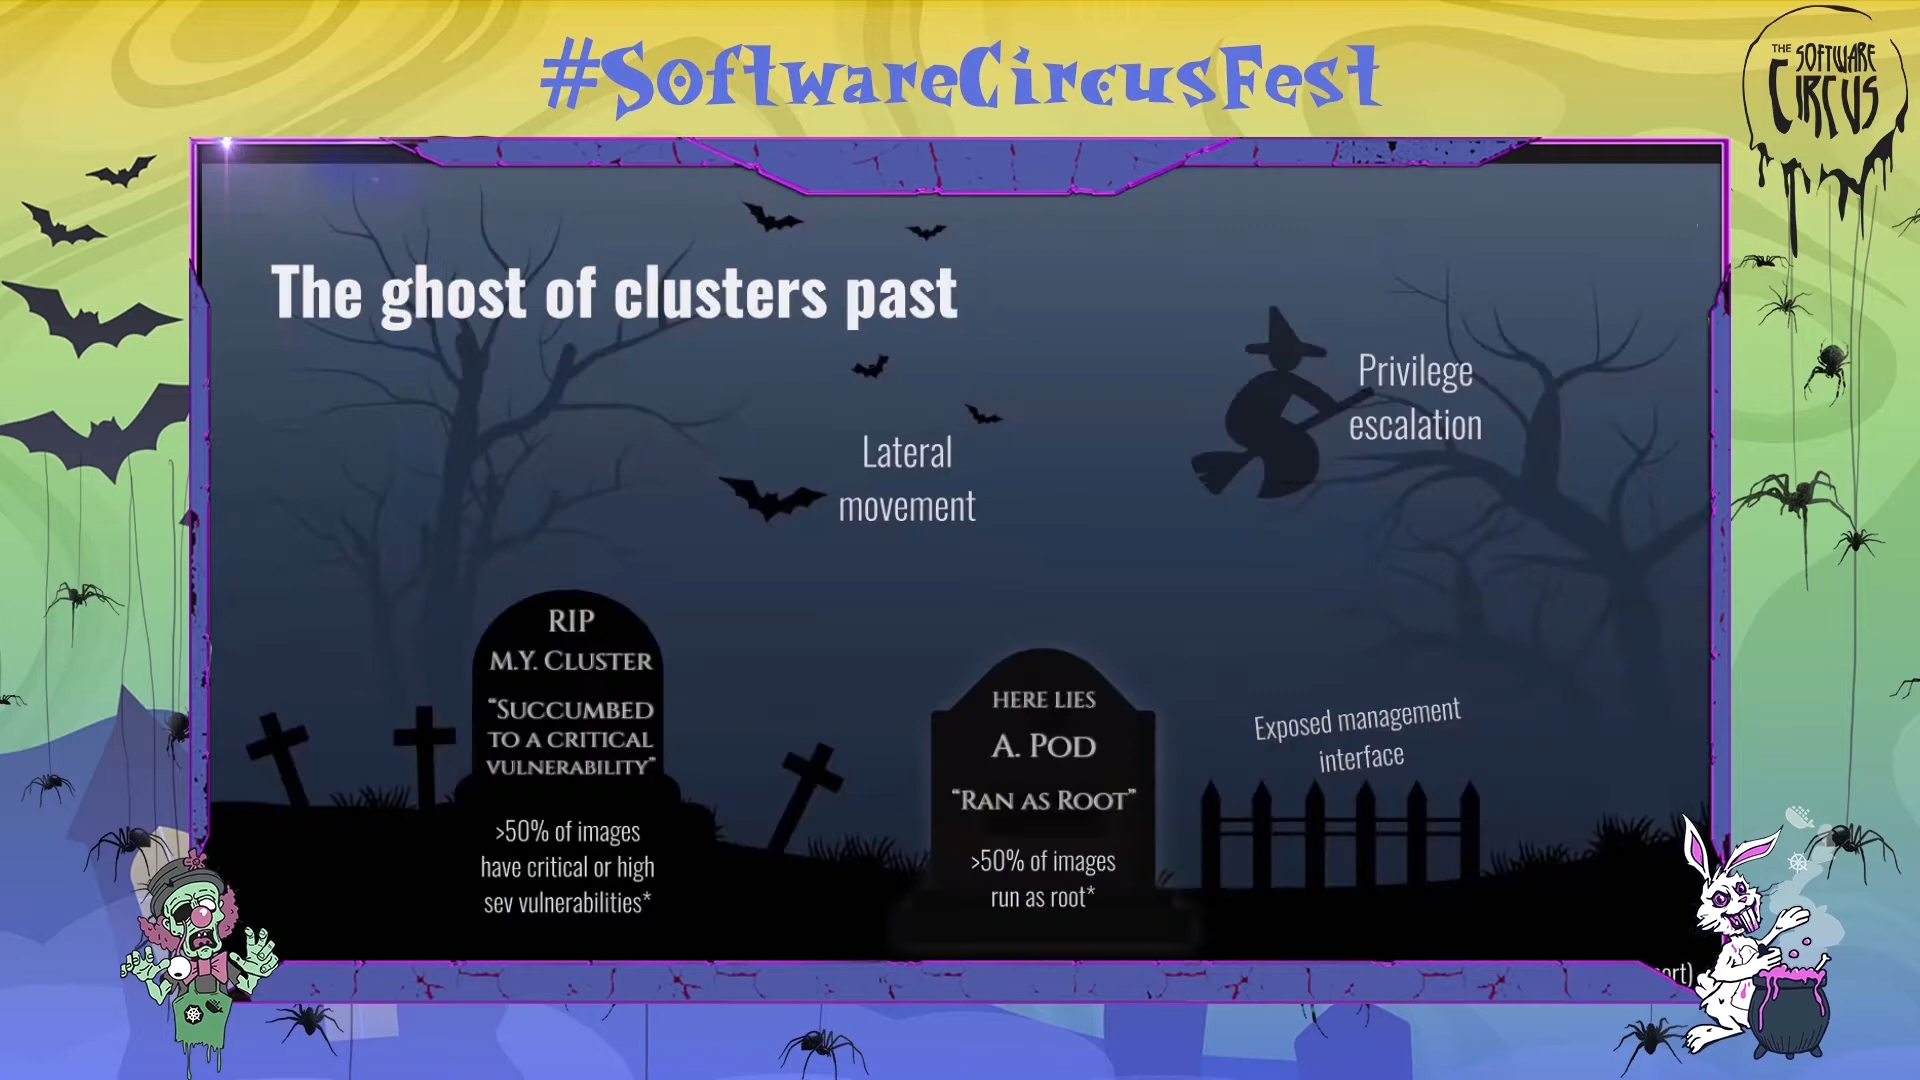 #SoftwareCircusFest
THE SOFTWARE
CIRCUS
The ghost of clusters past
Privilege
escalation
Lateral
movement
RIP
M.Y. CLUSTER
“SUCCUMBED
TO A CRITICAL
VULNERABILITY”
>50% of images
have critical or high
sev vulnerabilities*
HERE LIES
A. POD
“RAN AS ROOT”
>50% of images
run as root*
Exposed management
interface
ort)